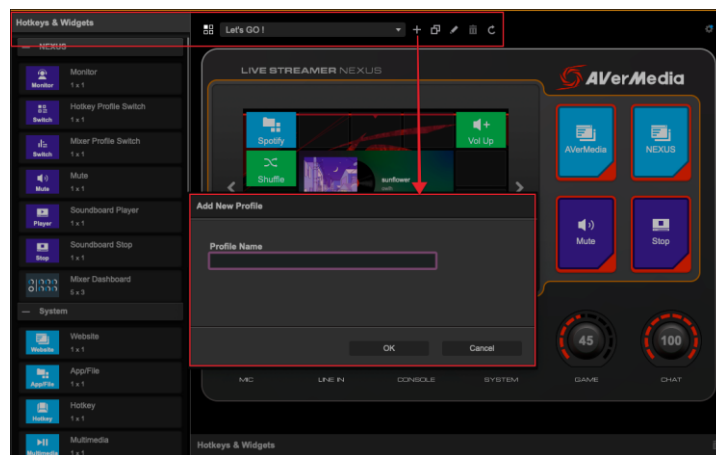 Hotkeys & Widgets
Let's GO !
NEXUS
Monitor
Monitor
1 x 1
Switch
Hotkey Profile Switch
1 x 1
Switch
Mixer Profile Switch
1 x 1
Mute
Mute
1 x 1
Player
Soundboard Player
1 x 1
Stop
Soundboard Stop
1 x 1
Mixer Dashboard
5 x 3
System
Website
Website
1 x 1
App/File
App/File
1 x 1
Hotkey
Hotkey
1 x 1
Multimedia
Multimedia
1 x 1
LIVE STREAMER NEXUS
AVerMedia
Spotify
Vol Up
Shuffle
sunflower
AVerMedia
NEXUS
Mute
Stop
Add New Profile
Profile Name
OK
Cancel
45
100
MIC
LINE IN
CONSOLE
SYSTEM
GAME
CHAT
Hotkeys & Widgets